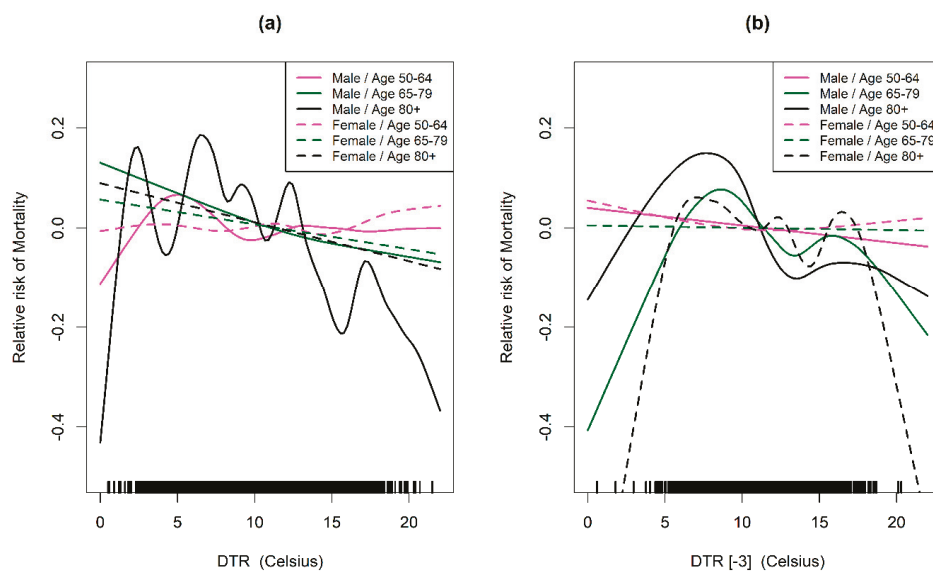 (a)
Relative risk of Mortality
0.2
0.0
-0.2
-0.4
Male / Age 50-64
Male / Age 65-79
Male / Age 80+
Female / Age 50-64
Female / Age 65-79
Female / Age 80+
0 5 10 15 20
DTR (Celsius)
(b)
Relative risk of Mortality
0.2
0.0
-0.2
-0.4
Male / Age 50-64
Male / Age 65-79
Male / Age 80+
Female / Age 50-64
Female / Age 65-79
Female / Age 80+
0 5 10 15 20
DTR [-3] (Celsius)